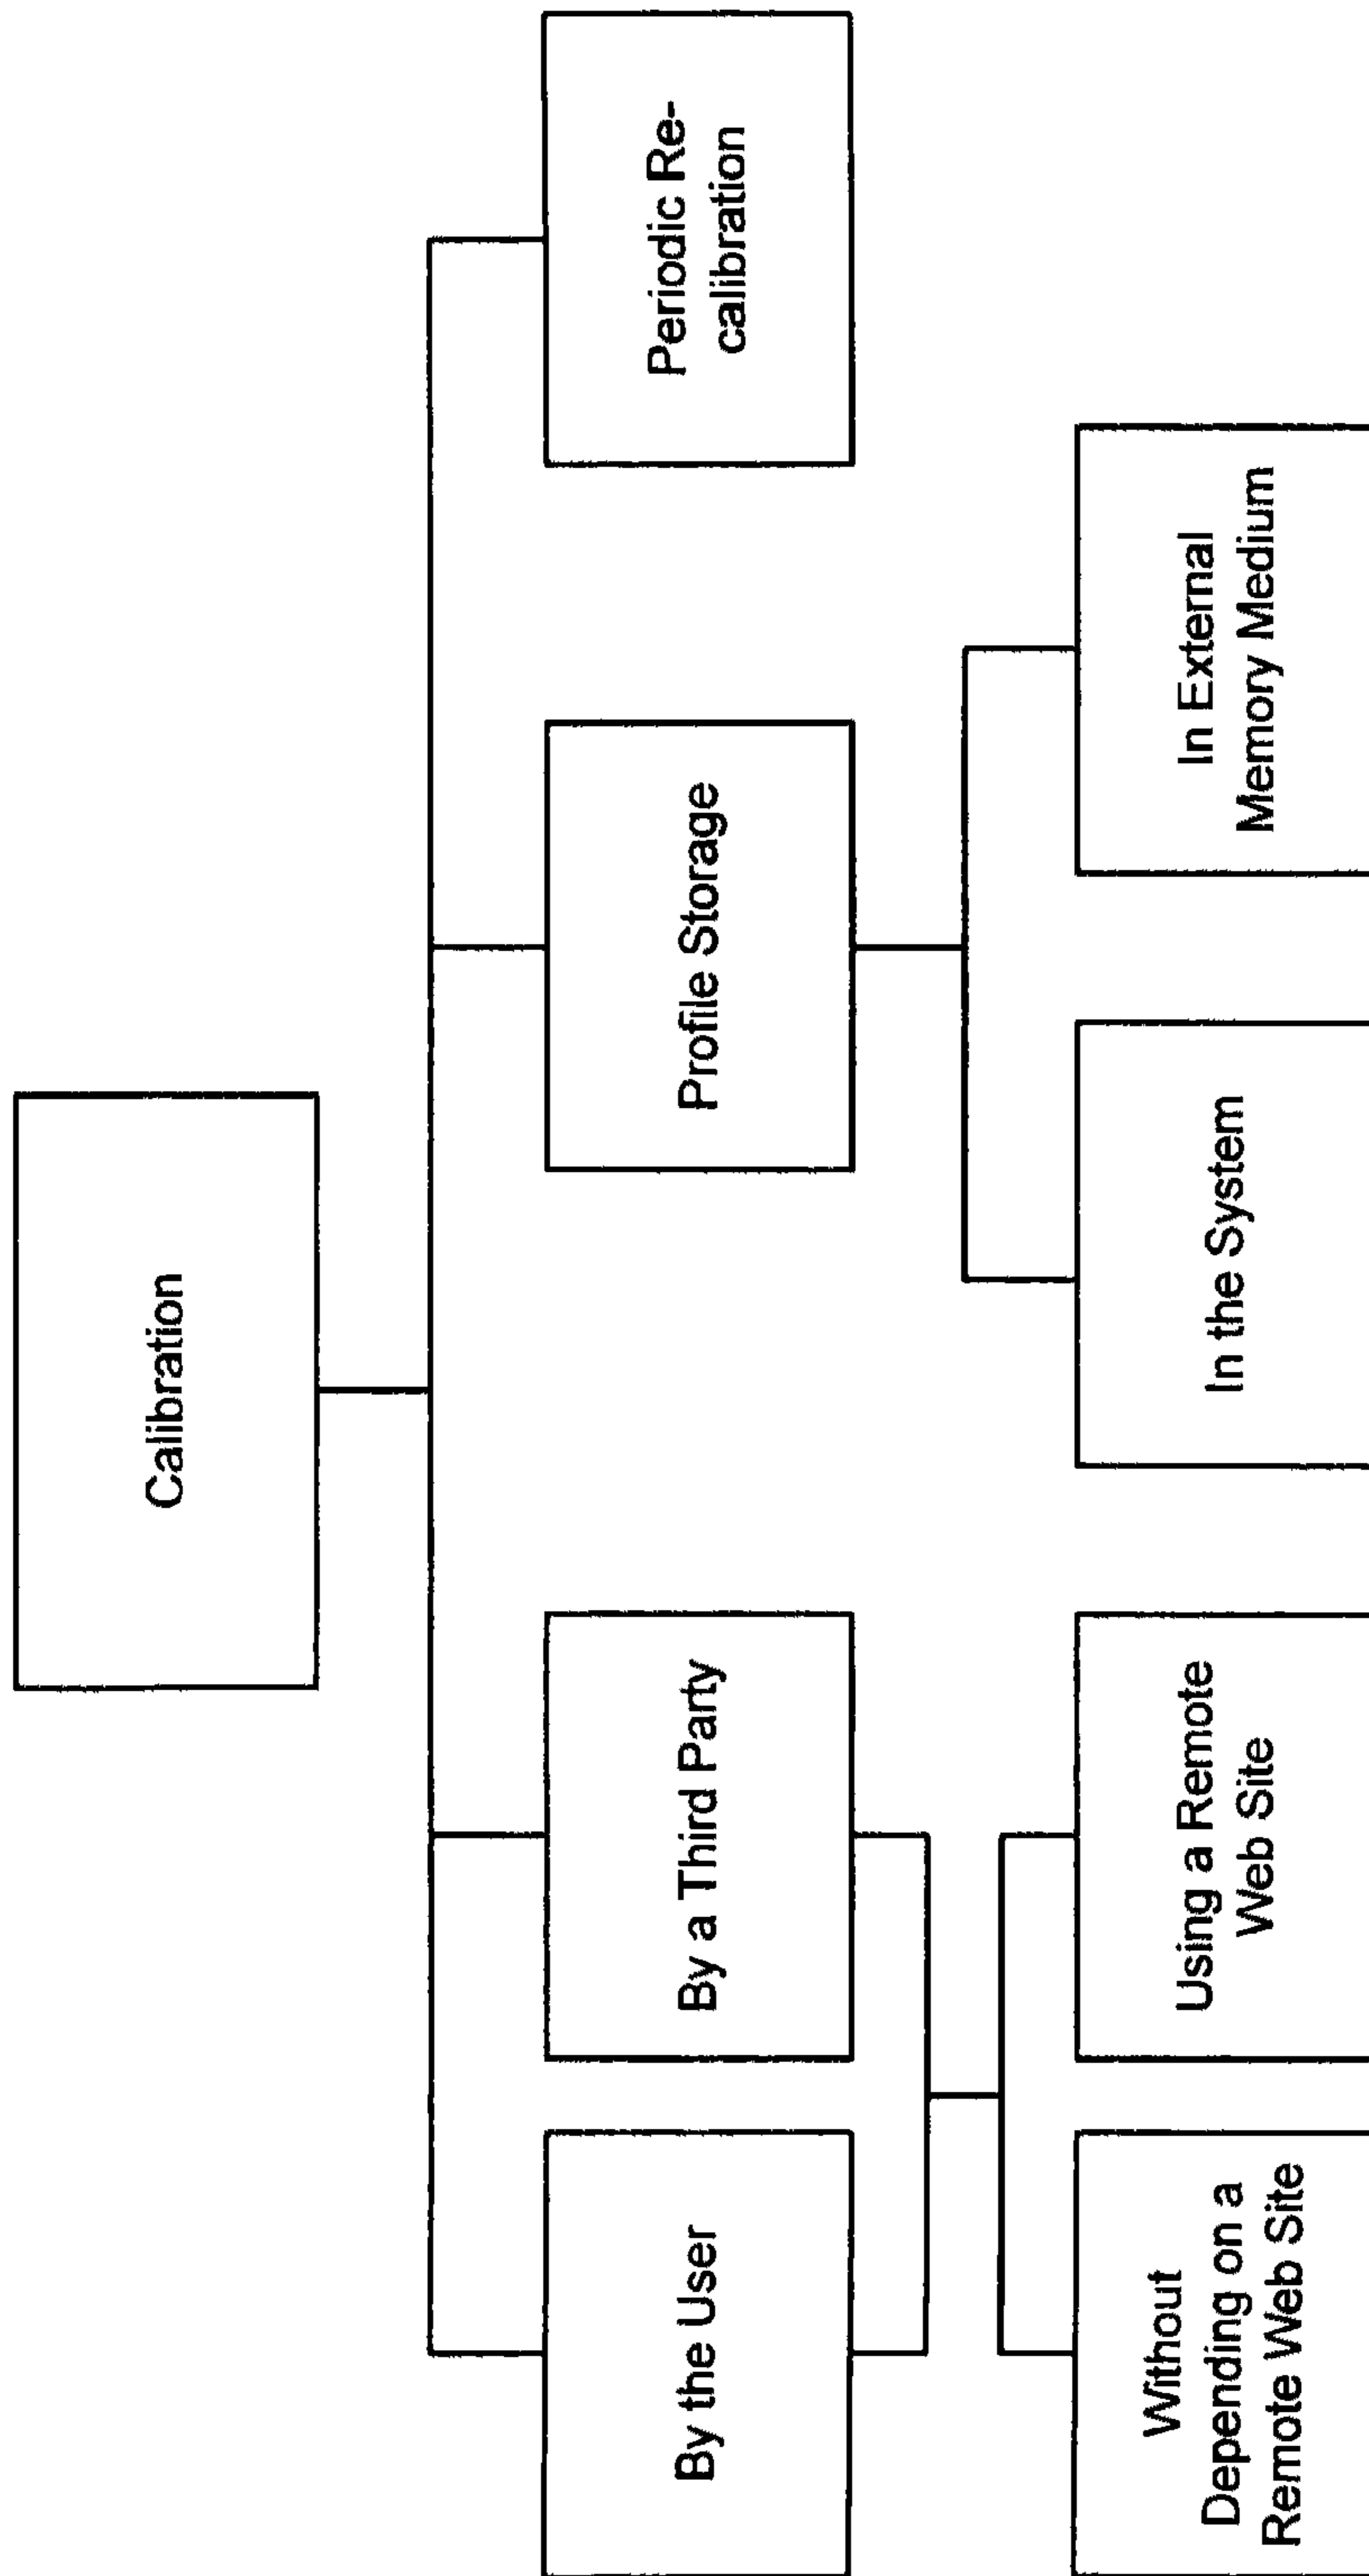 Calibration
By the User
By a Third Party
Profile Storage
Periodic Re-
calibration
Without
Depending on a
Remote Web Site
Using a Remote
Web Site
In the System
In External
Memory Medium